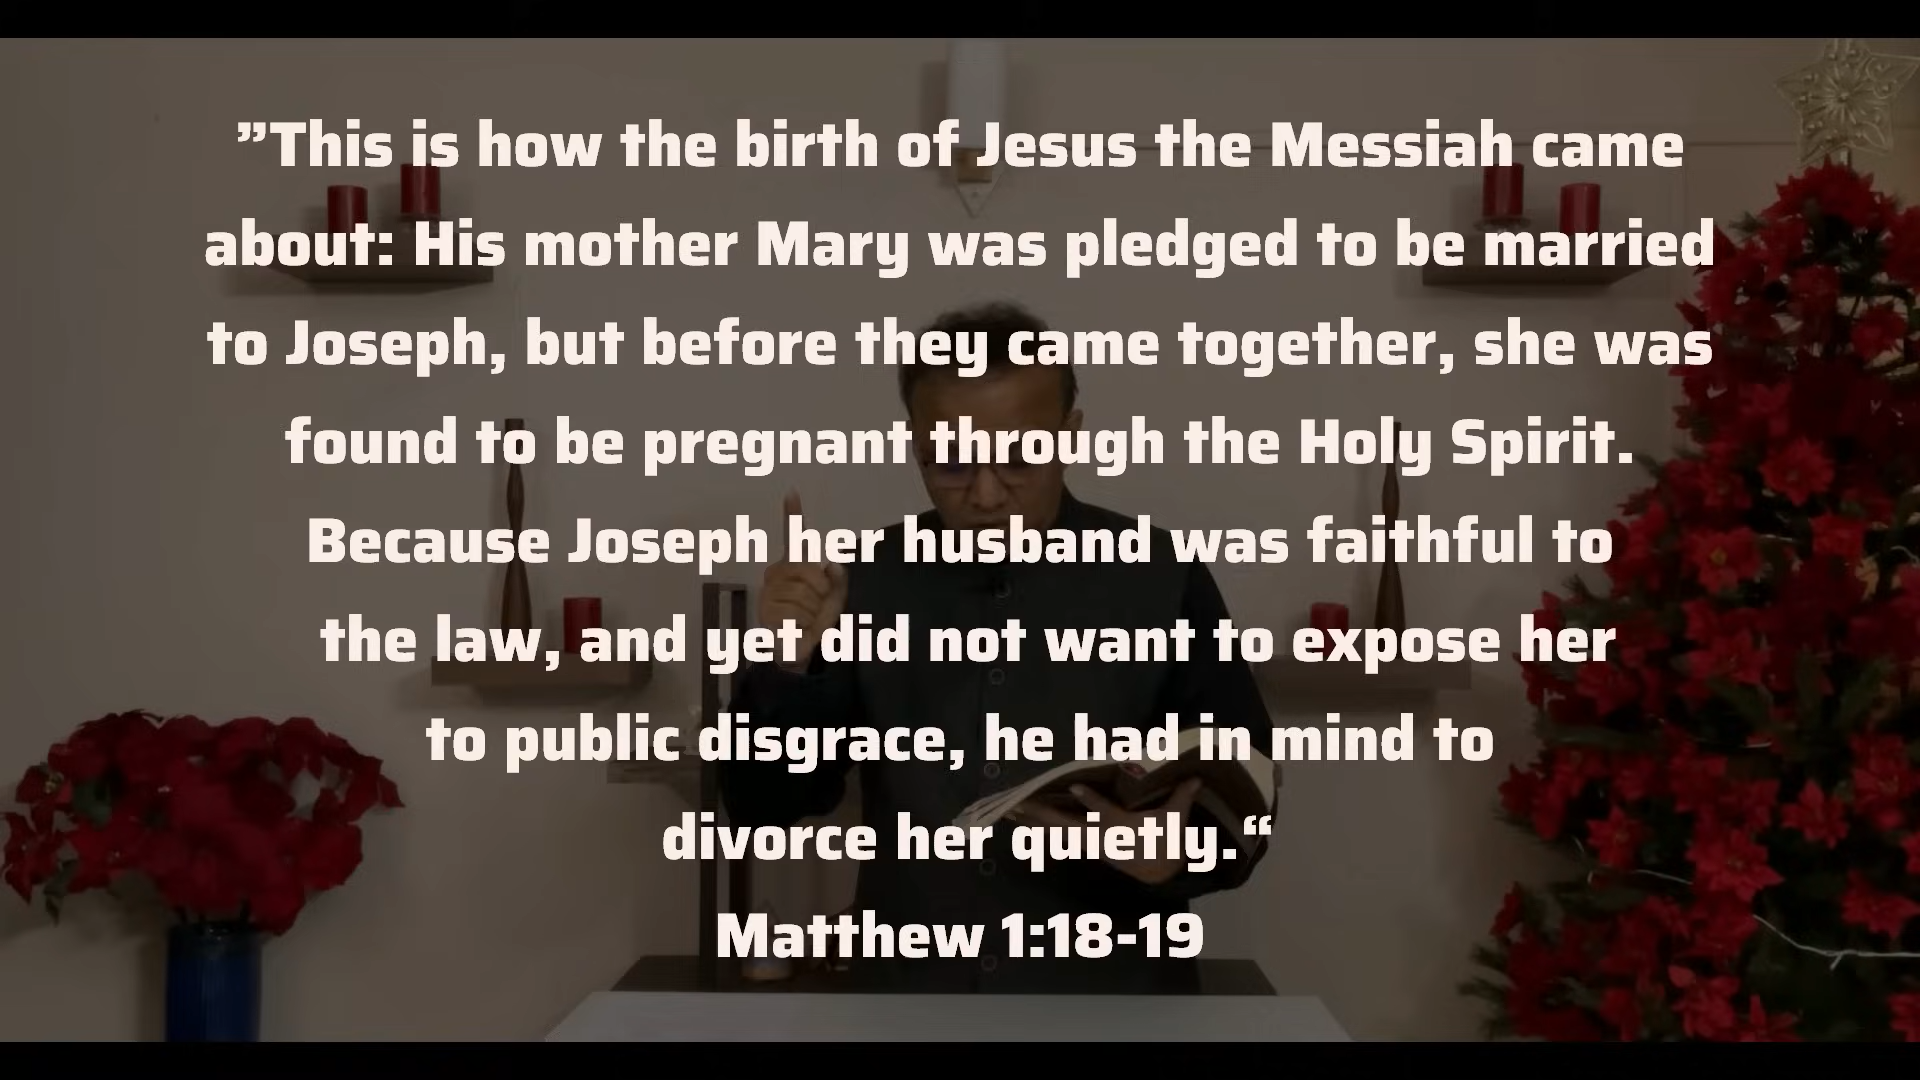 ”This is how the birth of Jesus the Messiah came
about: His mother Mary was pledged to be married
to Joseph, but before they came together, she was
found to be pregnant through the Holy Spirit.
Because Joseph her husband was faithful to
the law, and yet did not want to expose her
to public disgrace, he had in mind to
divorce her quietly.“
Matthew 1:18-19